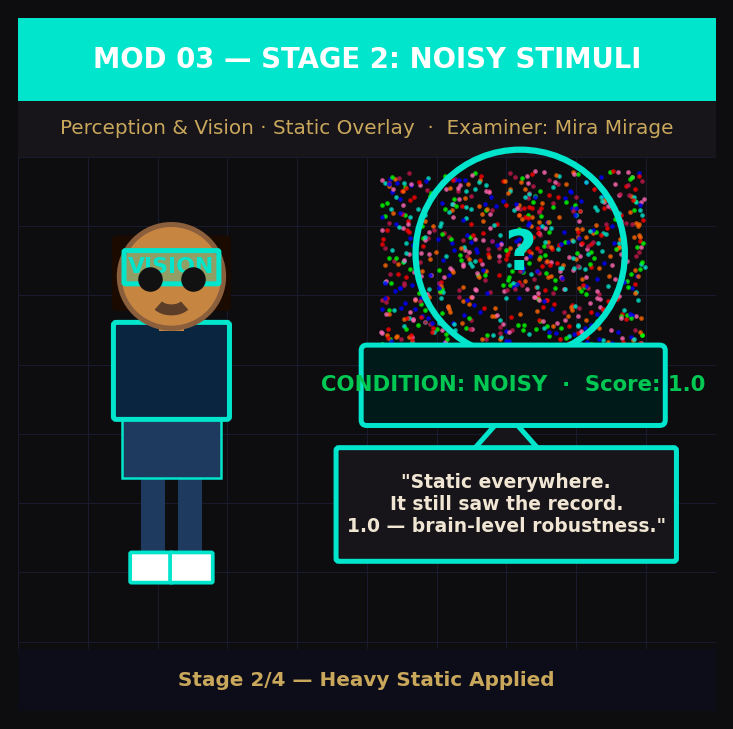 MOD 03 — STAGE 2: NOISY STIMULI
Perception & Vision · Static Overlay · Examiner: Mira Mirage
VISION
?
CONDITION: NOISY · Score: 1.0
"Static everywhere.
It still saw the record.
1.0 — brain-level robustness."
Stage 2/4 — Heavy Static Applied